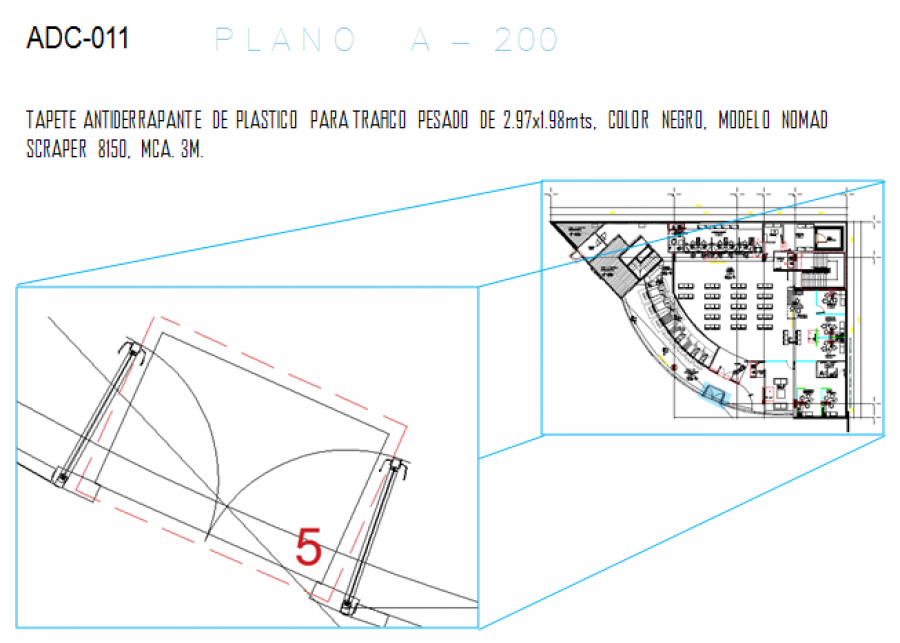 ADC-011 PLANO A-200
TAPETE ANTIDERRAPANTE DE PLASTICO PARA TRAFICO PESADO DE 2.97x1.98mts, COLOR NEGRO, MODELO NOMAD
SCRAPER 8150, MCA. 3M.
5